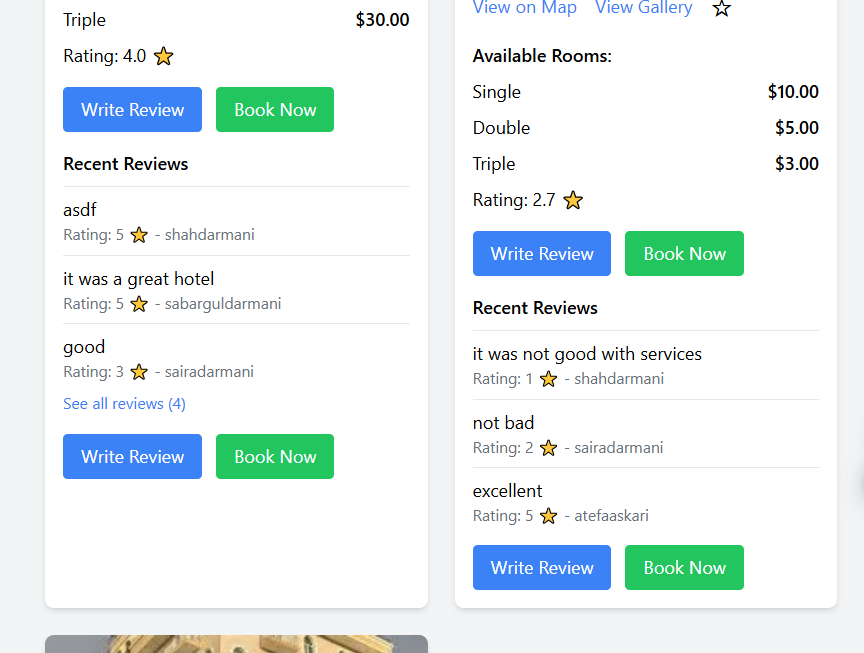 Triple $30.00
Rating: 4.0
Write Review Book Now
Recent Reviews
asdf
Rating: 5 - shahdarmani
it was a great hotel
Rating: 5 - sabarguldarmani
good
Rating: 3 - sairadarmani
See all reviews (4)
Write Review Book Now
View on Map View Gallery
Available Rooms:
Single $10.00
Double $5.00
Triple $3.00
Rating: 2.7
Write Review Book Now
Recent Reviews
it was not good with services
Rating: 1 - shahdarmani
not bad
Rating: 2 - sairadarmani
excellent
Rating: 5 - atefaaskari
Write Review Book Now